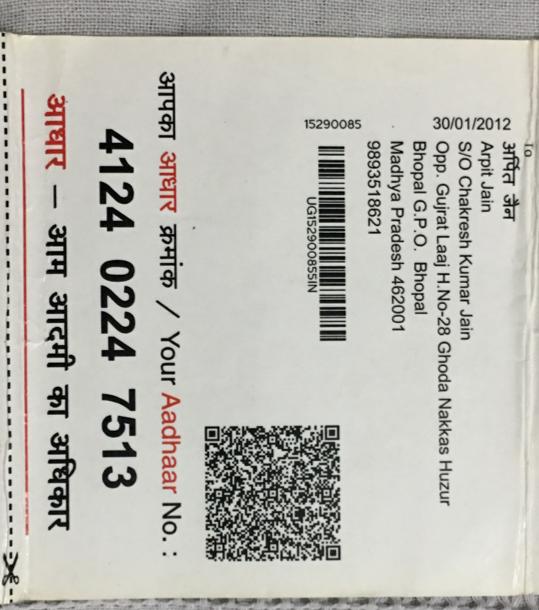 To
अर्पित जैन
Arpit Jain
S/O Chakresh Kumar Jain
Opp. Gujrat Laaj H.No-28 Ghoda Nakkas Huzur
Bhopal G.P.O. Bhopal
Madhya Pradesh 462001
9893518621
30/01/2012
15290085
UGI52900855IN
आपका आधार क्रमांक / Your Aadhaar No. :
4124 0224 7513
आधार – आम आदमी का अधिकार